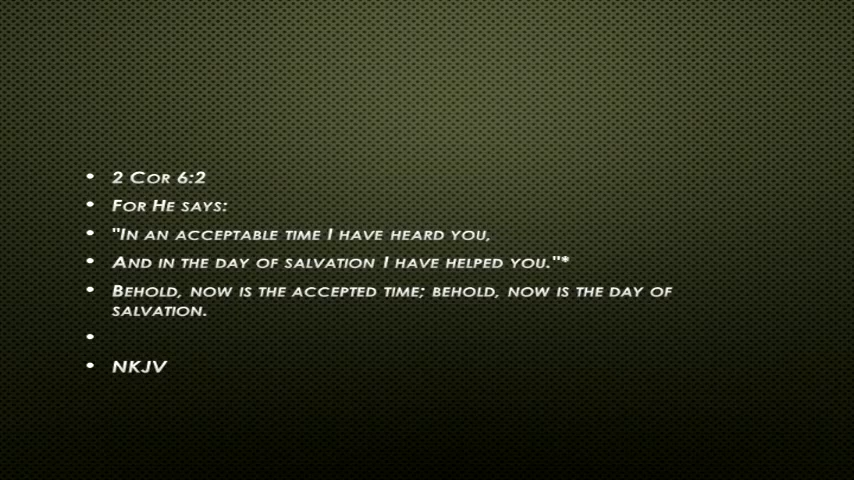 • 2 Cor 6:2
• For He says:
• "In an acceptable time I have heard you,
• And in the day of salvation I have helped you."*
• Behold, now is the accepted time; behold, now is the day of
salvation.
•
• NKJV